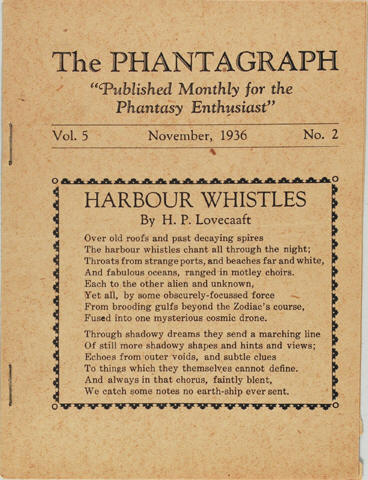 The PHANTAGRAPH
"Published Monthly for the
Phantasy Enthusiast"
Vol. 5 November, 1936 No. 2
HARBOUR WHISTLES
By H. P. Lovecaaft
Over old roofs and past decaying spires
The harbour whistles chant all through the night;
Throats from strange ports, and beaches far and white,
And fabulous oceans, ranged in motley choirs.
Each to the other alien and unknown,
Yet all, by some obscurely-focussed force
From brooding gulfs beyond the Zodiac's course,
Fused into one mysterious cosmic drone.
Through shadowy dreams they send a marching line
Of still more shadowy shapes and hints and views;
Echoes from outer voids, and subtle clues
To things which they themselves cannot define.
And always in that chorus, faintly blent,
We catch some notes no earth-ship ever sent.